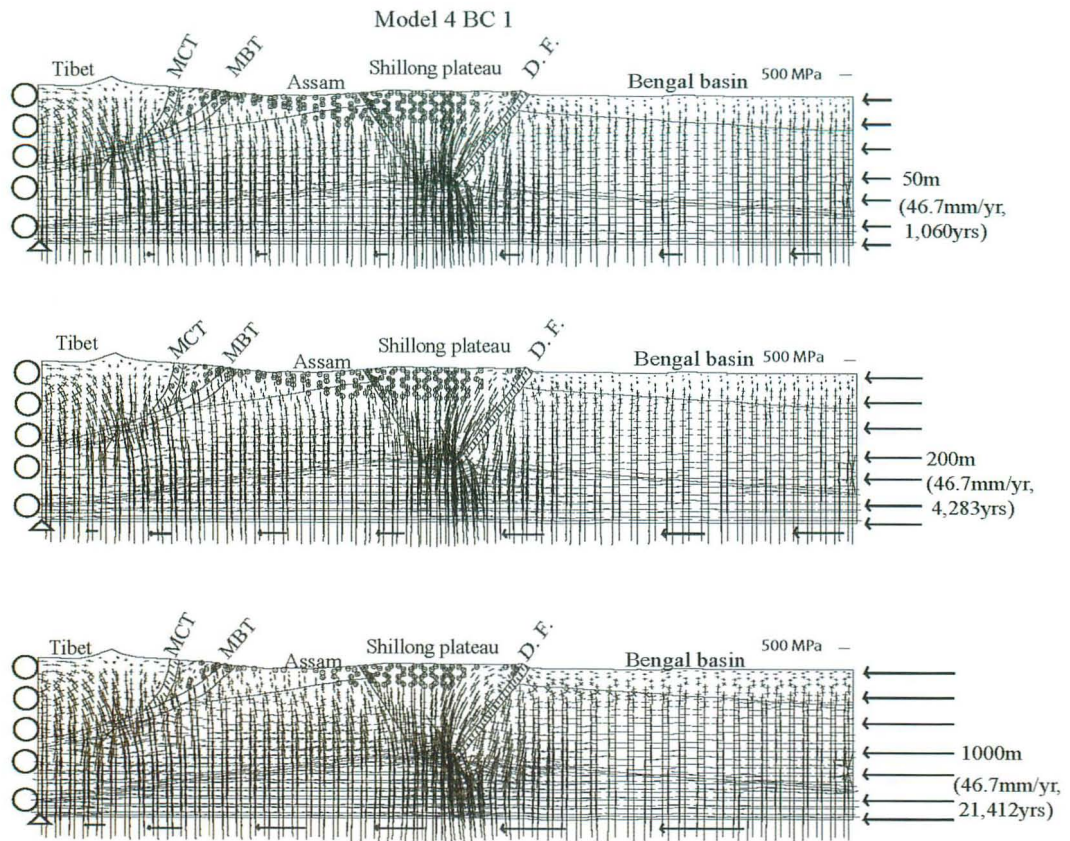 Model 4 BC 1
Tibet
MCT
MBT
Assam
Shillong plateau
D. F.
Bengal basin
500 MPa
50m
(46.7mm/yr,
1,060yrs)
Tibet
MCT
MBT
Assam
Shillong plateau
D. F.
Bengal basin
500 MPa
200m
(46.7mm/yr,
4,283yrs)
Tibet
MCT
MBT
Assam
Shillong plateau
D. F.
Bengal basin
500 MPa
1000m
(46.7mm/yr,
21,412yrs)